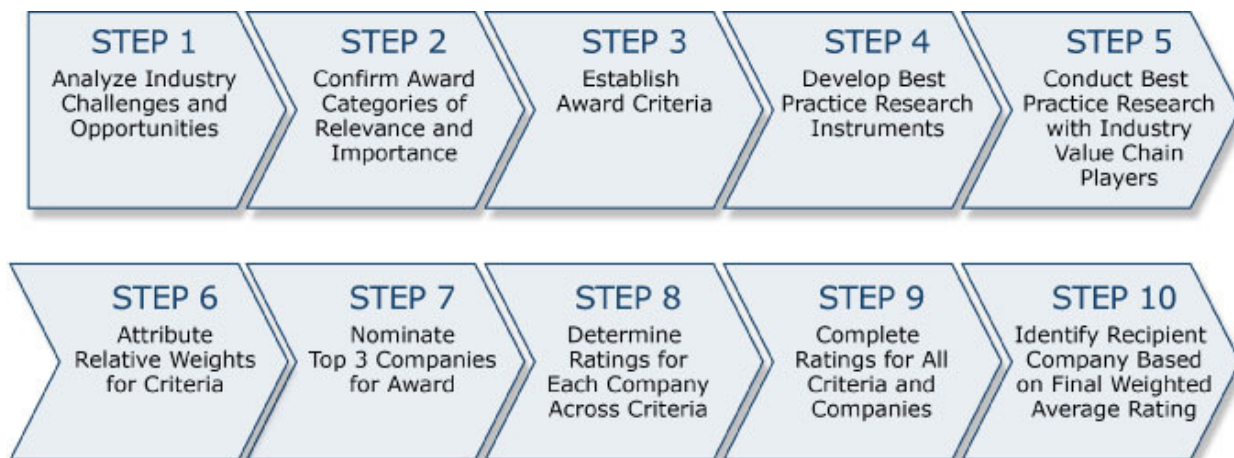 STEP 1
Analyze Industry
Challenges and
Opportunities
STEP 2
Confirm Award
Categories of
Relevance and
Importance
STEP 3
Establish
Award Criteria
STEP 4
Develop Best
Practice Research
Instruments
STEP 5
Conduct Best
Practice Research
with Industry
Value Chain
Players
STEP 6
Attribute
Relative Weights
for Criteria
STEP 7
Nominate
Top 3 Companies
for Award
STEP 8
Determine
Ratings for
Each Company
Across Criteria
STEP 9
Complete
Ratings for All
Criteria and
Companies
STEP 10
Identify Recipient
Company Based
on Final Weighted
Average Rating